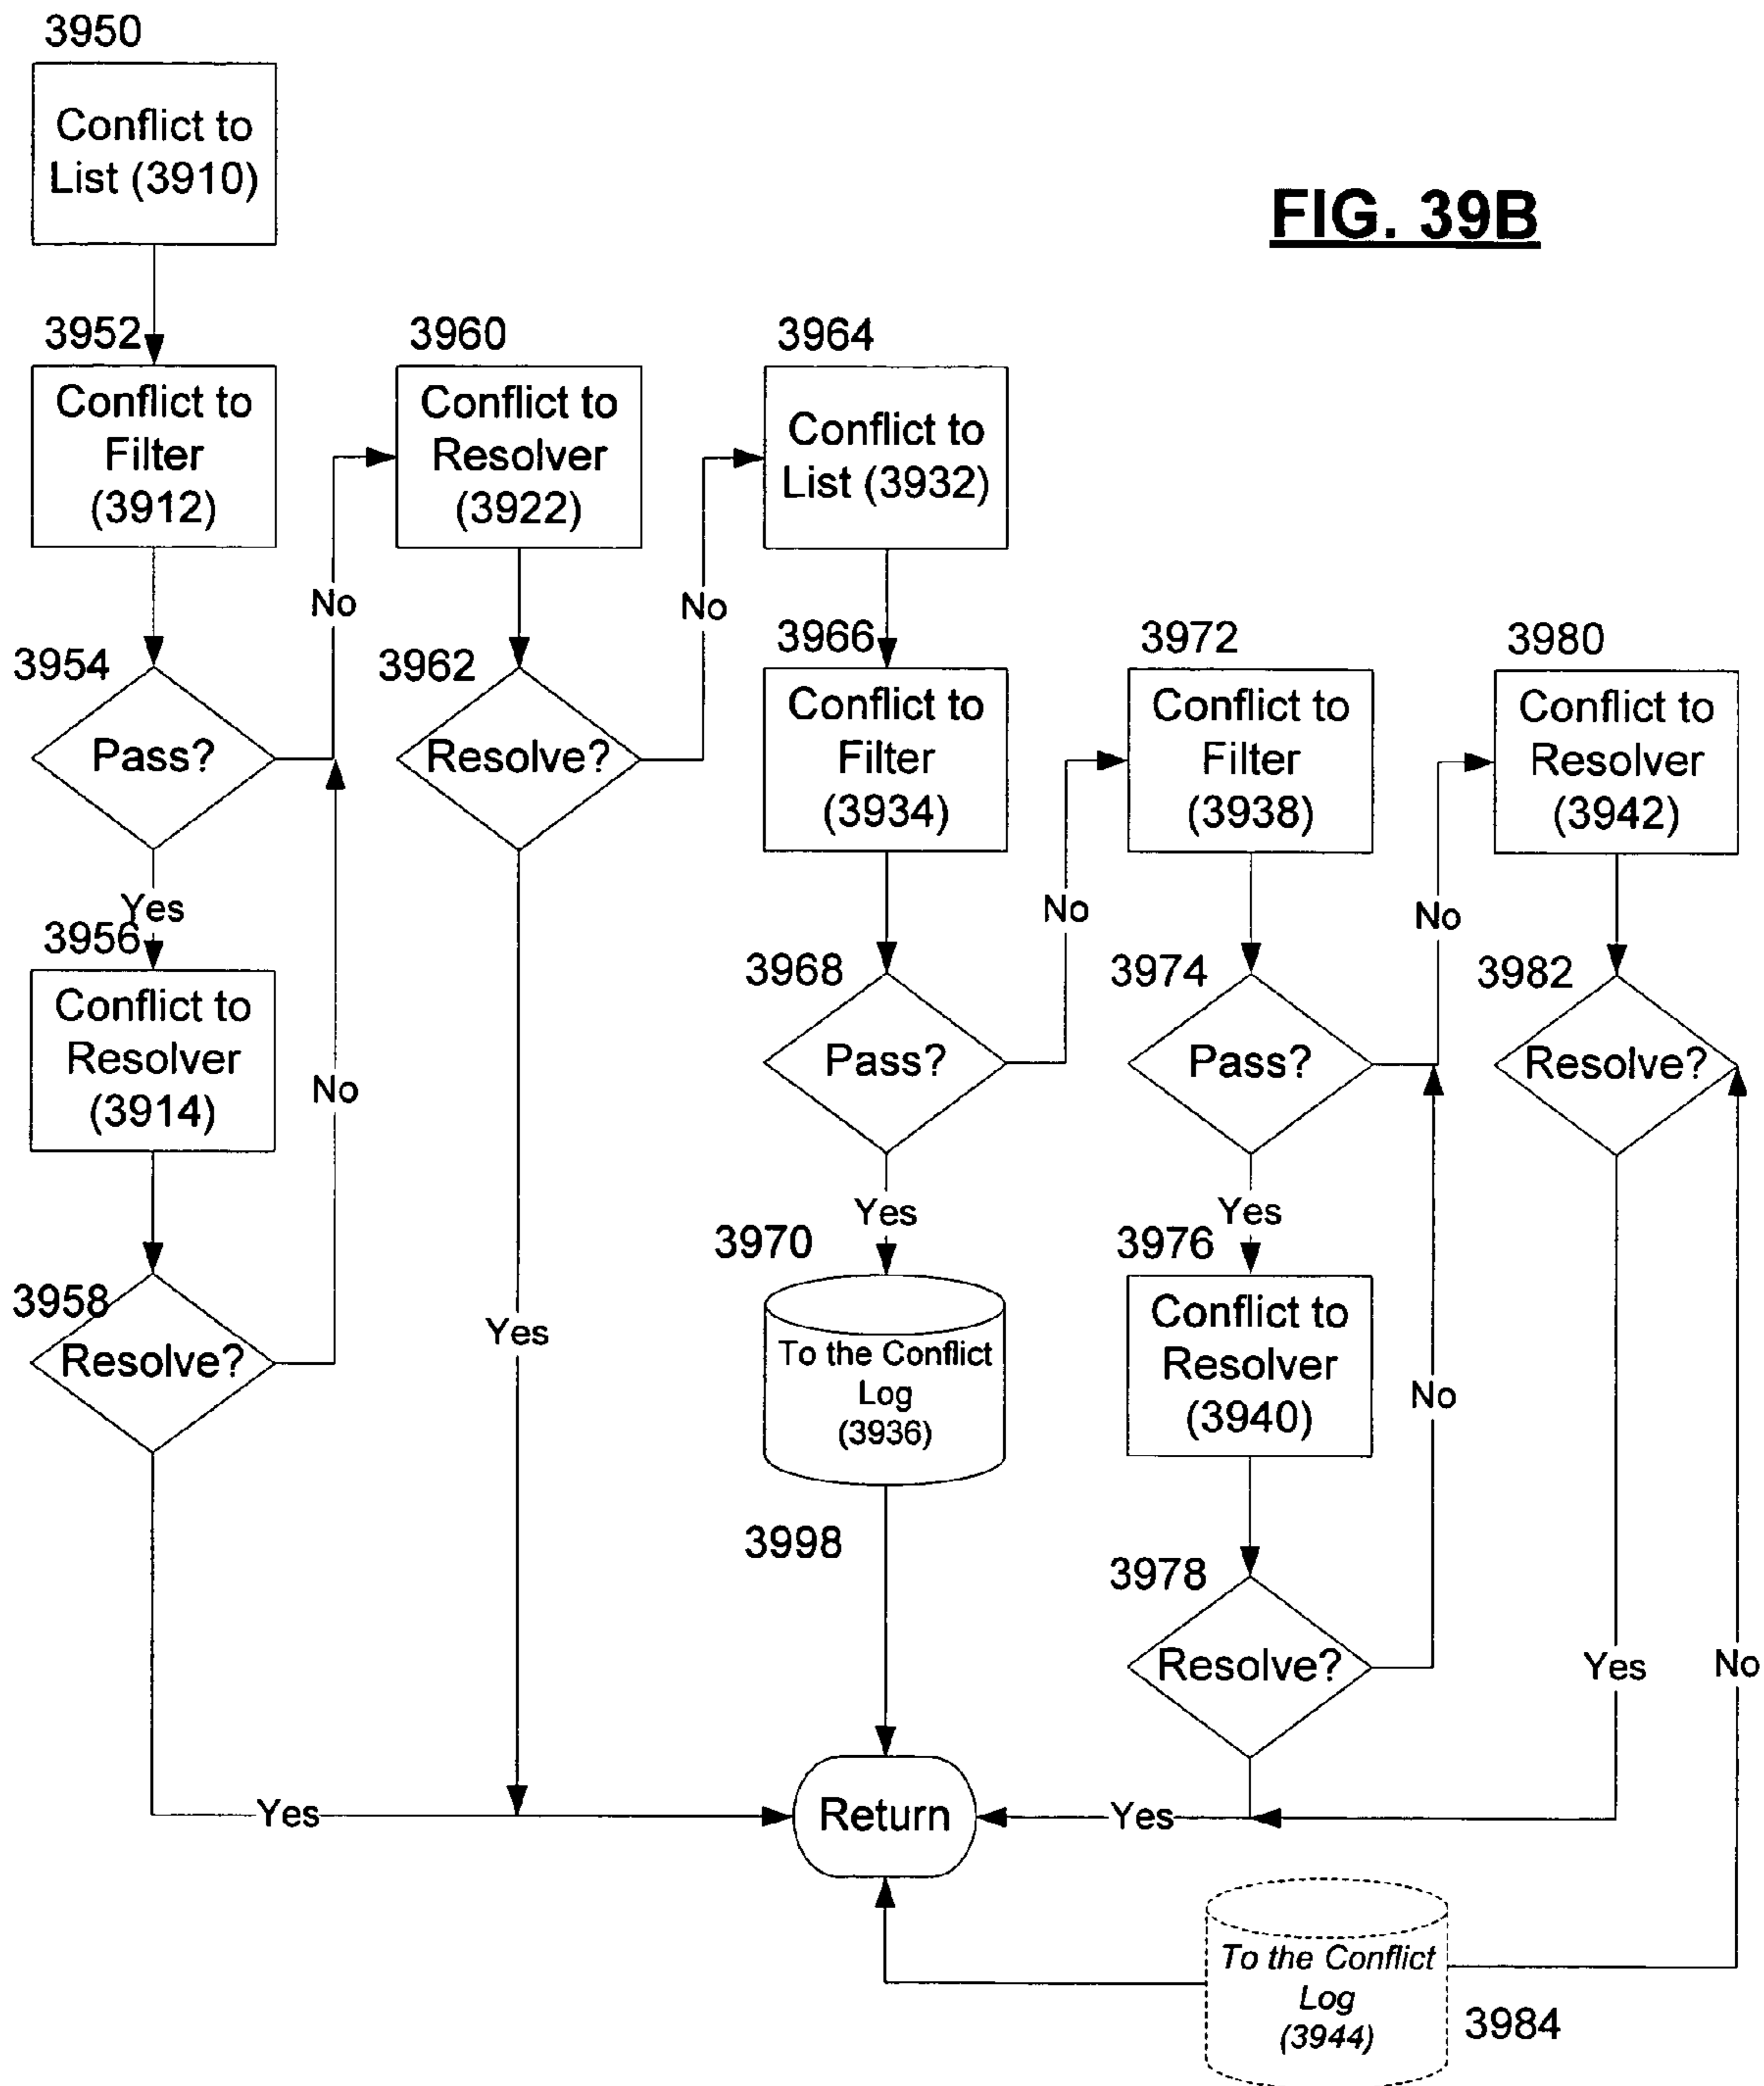 3950
Conflict to
List (3910)
FIG. 39B
3952
Conflict to
Filter
(3912)
3960
Conflict to
Resolver
(3922)
3964
Conflict to
List (3932)
No
No
3954
Pass?
3962
Resolve?
3966
Conflict to
Filter
(3934)
3972
Conflict to
Filter
(3938)
3980
Conflict to
Resolver
(3942)
Yes
No
No
3956
Conflict to
Resolver
(3914)
No
3968
Pass?
3974
Pass?
3982
Resolve?
Yes
Yes
3958
Resolve?
Yes
3970
To the Conflict
Log
(3936)
3976
Conflict to
Resolver
(3940)
No
3998
3978
Resolve?
Yes
No
Yes
Return
Yes
To the Conflict
Log
(3944)
3984